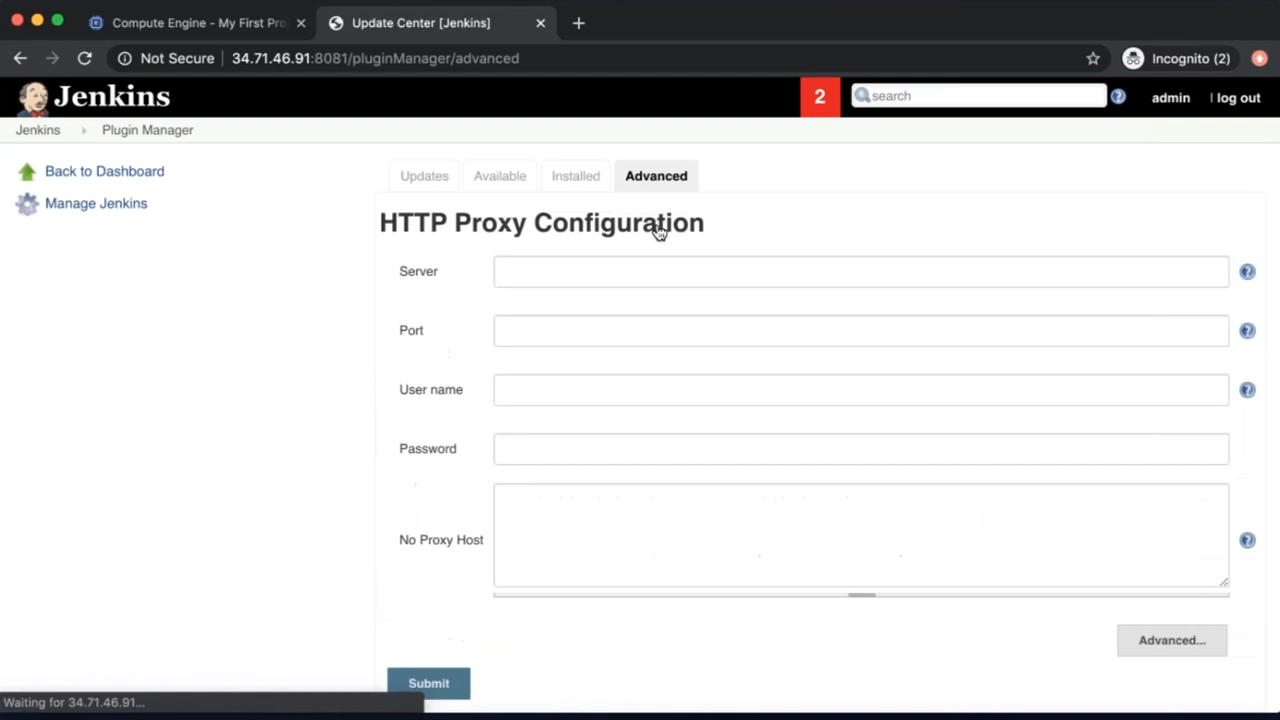 Compute Engine - My First Pro
Update Center [Jenkins]
Not Secure 34.71.46.91:8081/pluginManager/advanced
Incognito (2)
Jenkins
2
search
admin
log out
Jenkins
Plugin Manager
Back to Dashboard
Manage Jenkins
Updates
Available
Installed
Advanced
HTTP Proxy Configuration
Server
Port
User name
Password
No Proxy Host
Advanced...
Submit
Waiting for 34.71.46.91...